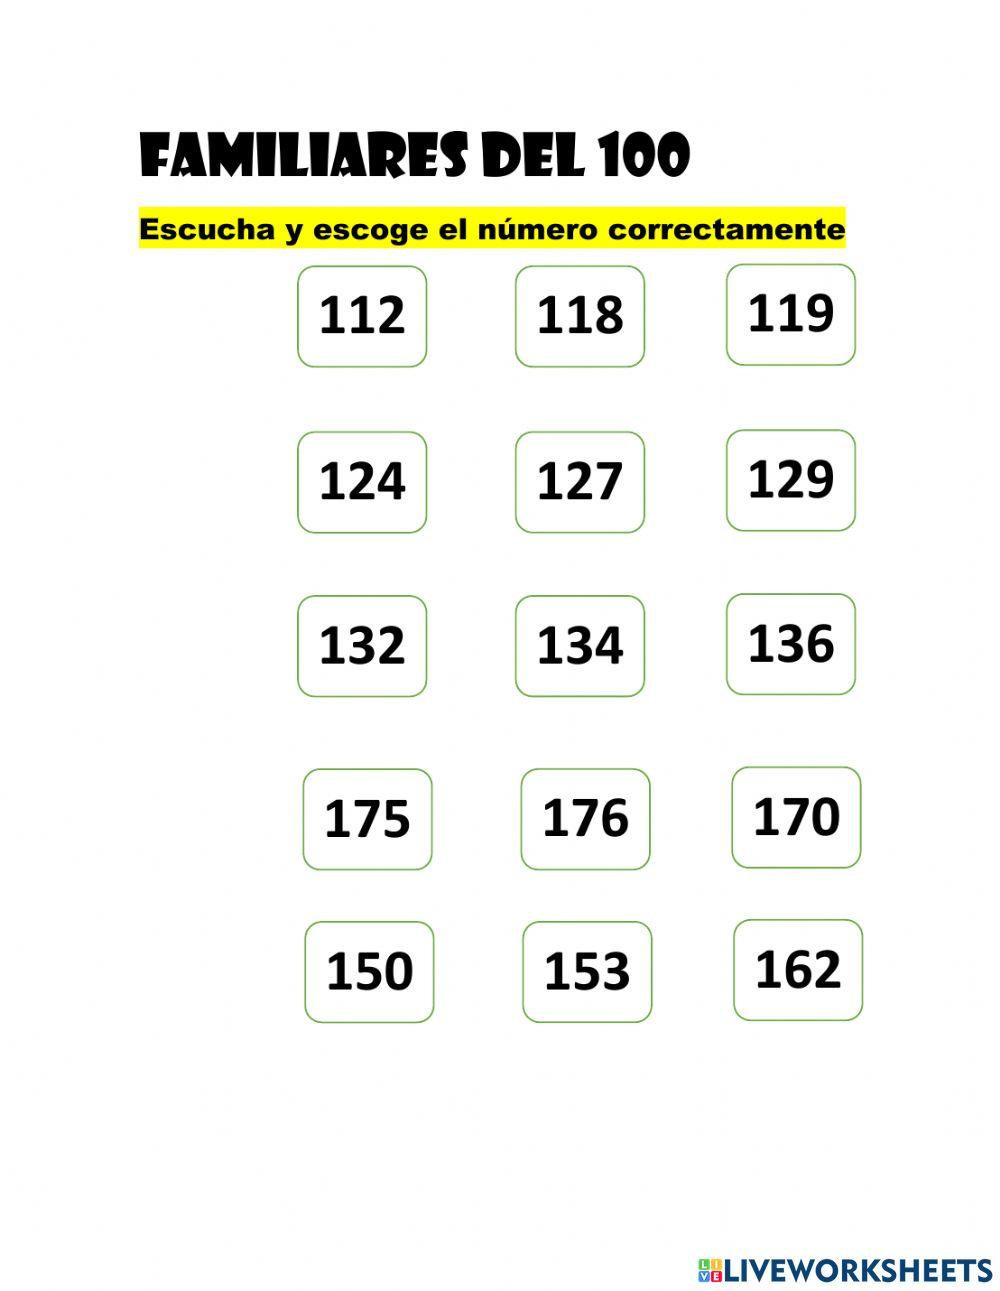 FAMILIARES DEL 100
Escucha y escoge el número correctamente
112 118 119
124 127 129
132 134 136
175 176 170
150 153 162
LIVE LIVEWORKSHEETS